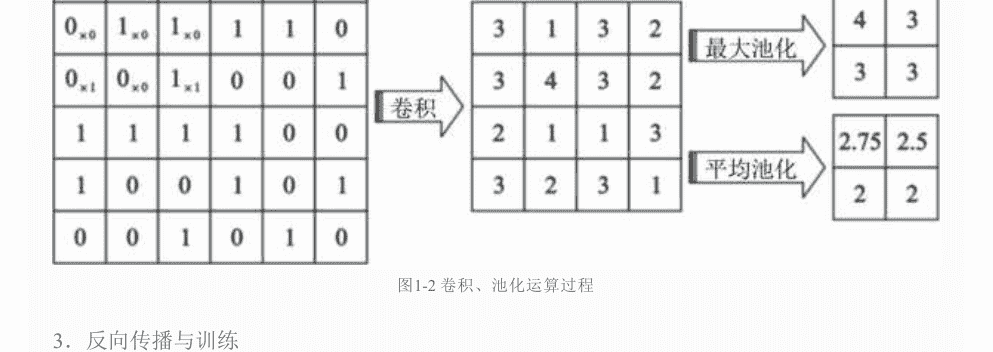 0×0 1×0 1×0 1 1 0
0×1 0×0 1×1 0 0 1
1 1 1 1 0 0
1 0 0 1 0 1
0 0 1 0 1 0
卷积
3 1 3 2
3 4 3 2
2 1 1 3
3 2 3 1
最大池化
4 3
3 3
平均池化
2.75 2.5
2 2
图1-2 卷积、池化运算过程
3．反向传播与训练